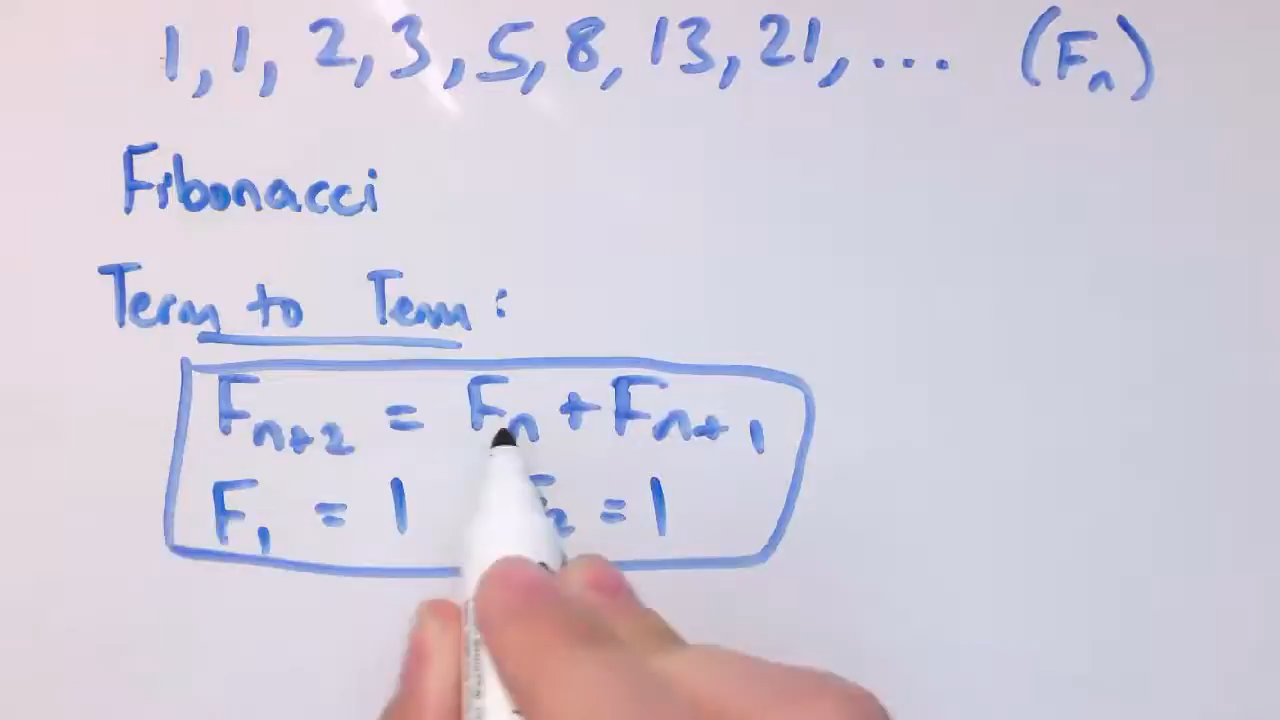 1, 1, 2, 3, 5, 8, 13, 21, ... (Fₙ)
Fibonacci
Term to Term:
Fₙ₊₂ = Fₙ + Fₙ₊₁
F₁ = 1 F₂ = 1